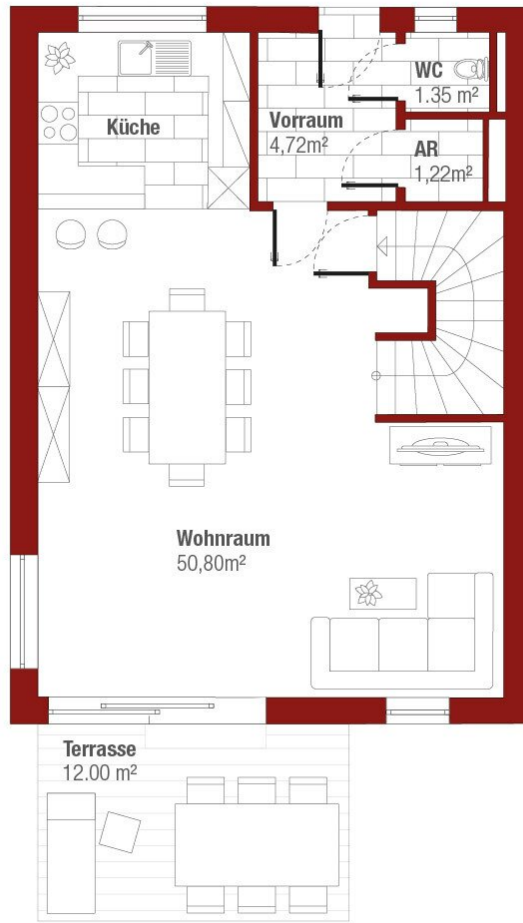 WC
1.35 m²
Küche
Vorraum
4,72m²
AR
1,22m²
Wohnraum
50,80m²
Terrasse
12.00 m²